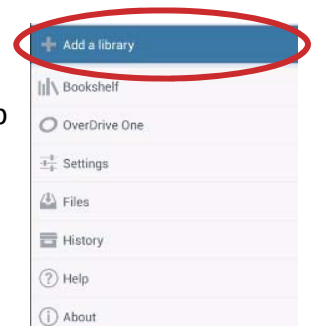 Add a library
Bookshelf
OverDrive One
Settings
Files
History
Help
About